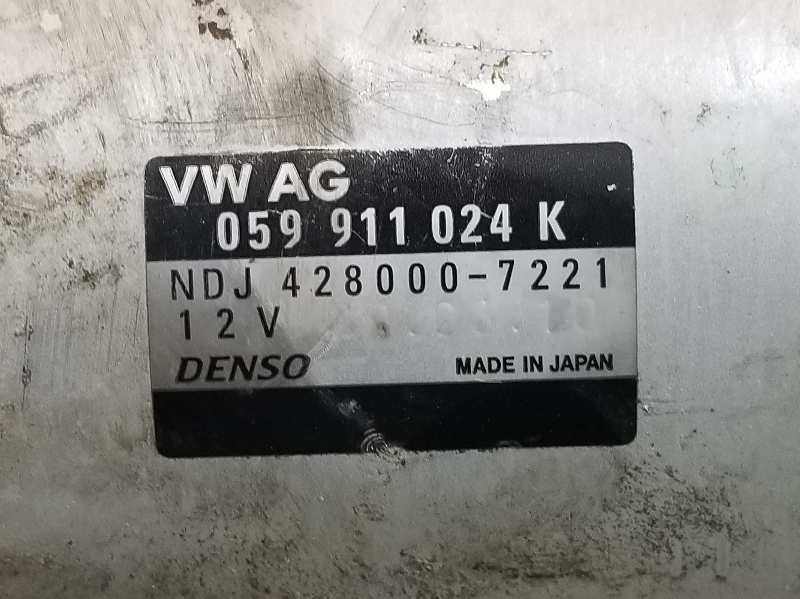 VW AG
059 911 024 K
NDJ 428000-7221
12V
DENSO MADE IN JAPAN